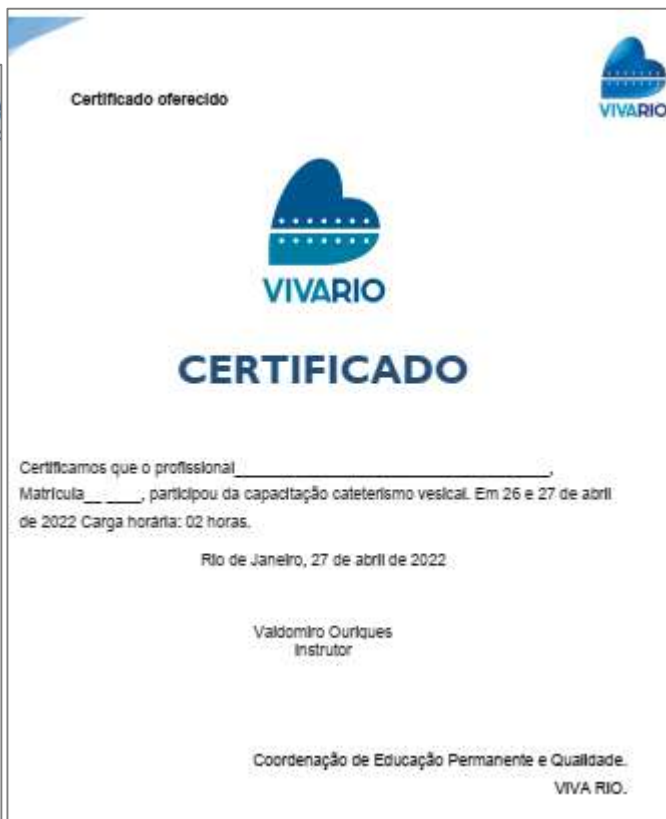 Certificado oferecido
VIVARIO
VIVARIO
CERTIFICADO
Certificamos que o profissional________________________________________,
Matricula__ ____, participou da capacitação cateterismo vesical. Em 26 e 27 de abril
de 2022 Carga horária: 02 horas.
Rio de Janeiro, 27 de abril de 2022
Valdomiro Ouriques
Instrutor
Coordenação de Educação Permanente e Qualidade.
VIVA RIO.